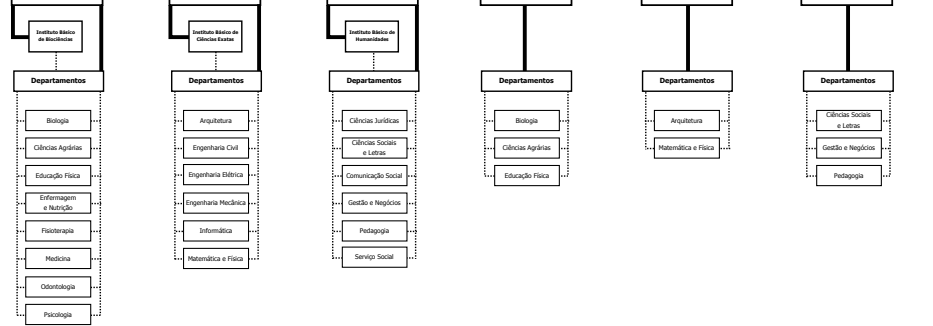 Instituto Básico
de Biociências
Departamentos
Biologia
Ciências Agrárias
Educação Física
Enfermagem
e Nutrição
Fisioterapia
Medicina
Odontologia
Psicologia
Instituto Básico de
Ciências Exatas
Departamentos
Arquitetura
Engenharia Civil
Engenharia Elétrica
Engenharia Mecânica
Informática
Matemática e Física
Instituto Básico de
Humanidades
Departamentos
Ciências Jurídicas
Ciências Sociais
e Letras
Comunicação Social
Gestão e Negócios
Pedagogia
Serviço Social
Departamentos
Biologia
Ciências Agrárias
Educação Física
Departamentos
Arquitetura
Matemática e Física
Departamentos
Ciências Sociais
e Letras
Gestão e Negócios
Pedagogia